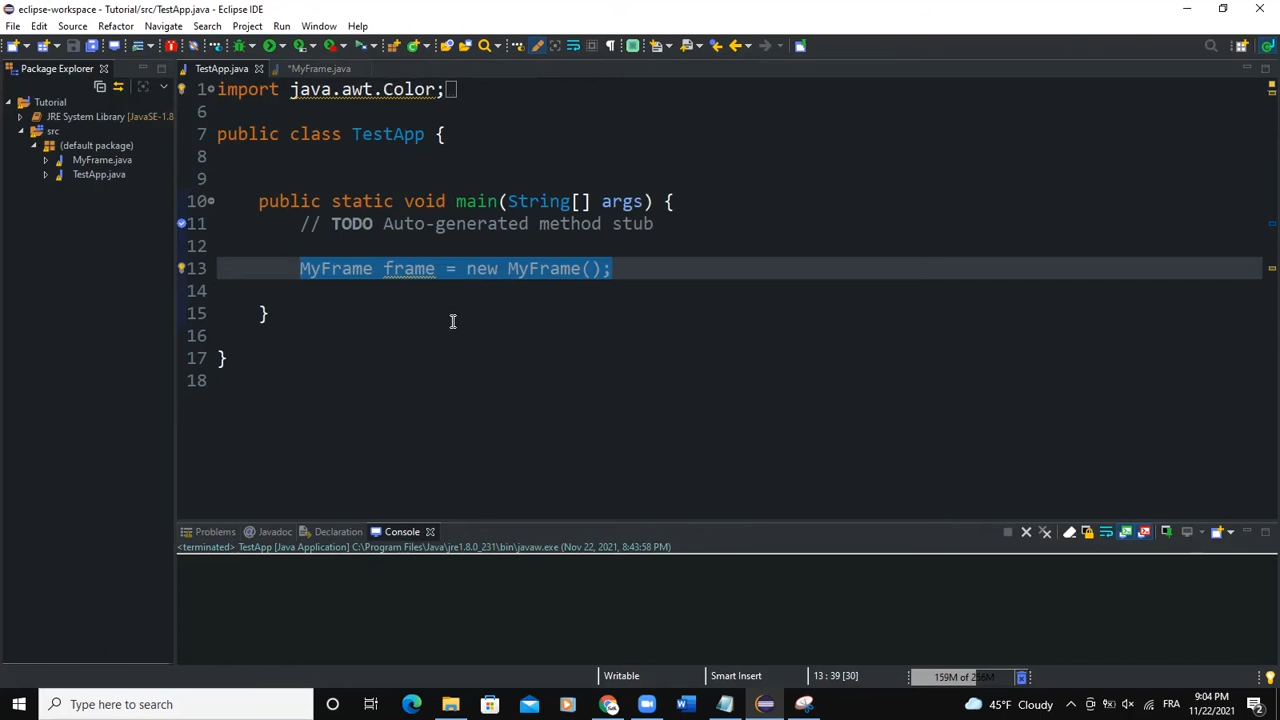 eclipse-workspace - Tutorial/src/TestApp.java - Eclipse IDE
File Edit Source Refactor Navigate Search Project Run Window Help
Package Explorer
TestApp.java
*MyFrame.java
Tutorial
JRE System Library [JavaSE-1.8
src
(default package)
MyFrame.java
TestApp.java
1 import java.awt.Color;
6
7 public class TestApp {
8
9
10 public static void main(String[] args) {
11 // TODO Auto-generated method stub
12
13 MyFrame frame = new MyFrame();
14
15 }
16
17 }
18
Problems Javadoc Declaration Console
<terminated> TestApp [Java Application] C:\Program Files\Java\jre1.8.0_231\bin\javaw.exe (Nov 22, 2021, 8:43:58 PM)
Writable Smart Insert 13 : 39 [30] 159M of 256M
Type here to search
45°F Cloudy
FR
9:04 PM
11/22/2021
2